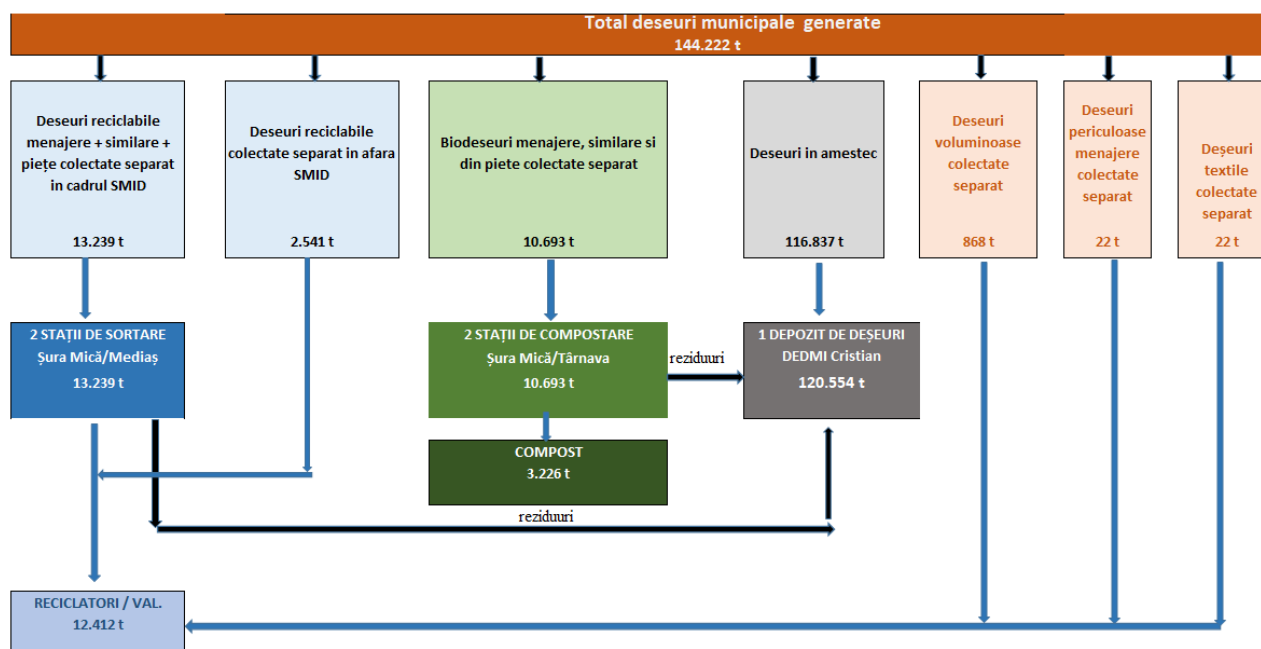 Total deseuri municipale generate
144.222 t
Deseuri reciclabile
menajere + similare +
piețe colectate separat
in cadrul SMID
13.239 t
Deseuri reciclabile
colectate separat in afara
SMID
2.541 t
Biodeseuri menajere, similare si
din piete colectate separat
10.693 t
Deseuri in amestec
116.837 t
Deseuri
voluminoase
colectate
separat
868 t
Deseuri
periculoase
menajere
colectate
separat
22 t
Deșeuri
textile
colectate
separat
22 t
2 STAȚII DE SORTARE
Șura Mică/Mediaș
13.239 t
2 STAȚII DE COMPOSTARE
Șura Mică/Târnava
10.693 t
reziduuri
1 DEPOZIT DE DEȘEURI
DEDMI Cristian
120.554 t
COMPOST
3.226 t
reziduuri
RECICLATORI / VAL.
12.412 t